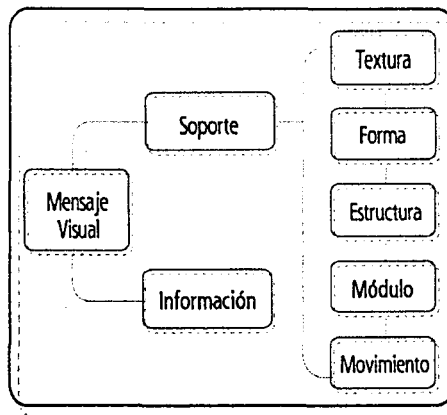 Mensaje
Visual
Soporte
Información
Textura
Forma
Estructura
Módulo
Movimiento